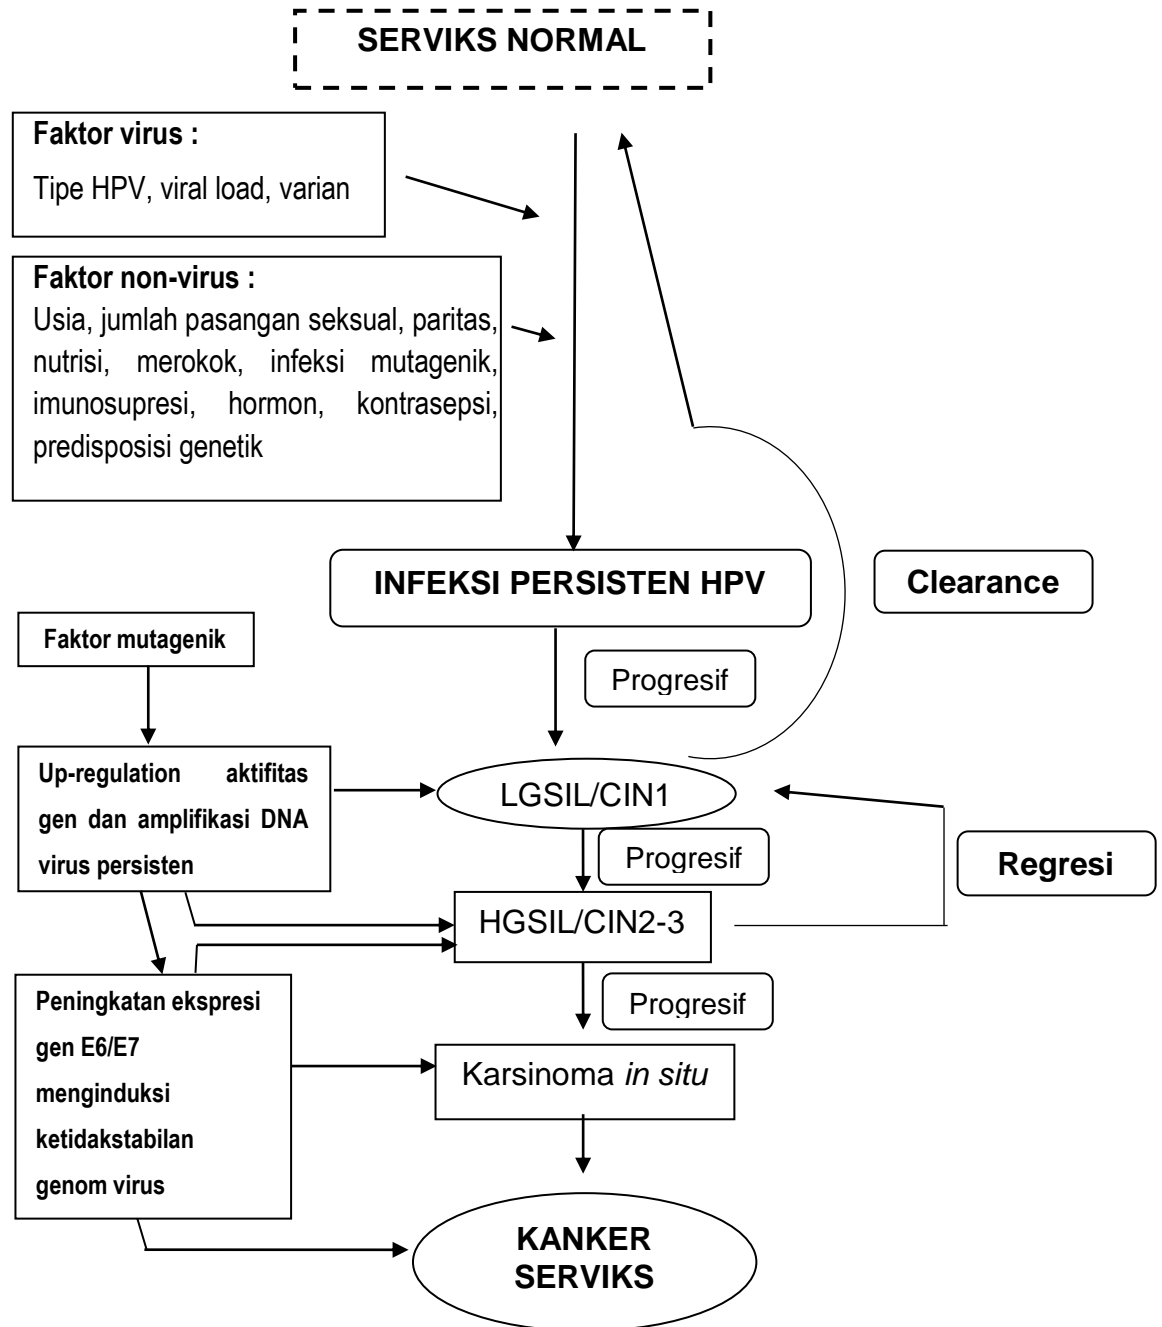 SERVIKS NORMAL
Faktor virus :
Tipe HPV, viral load, varian
Faktor non-virus :
Usia, jumlah pasangan seksual, paritas,
nutrisi, merokok, infeksi mutagenik,
imunosupresi, hormon, kontrasepsi,
predisposisi genetik
INFEKSI PERSISTEN HPV
Clearance
Faktor mutagenik
Progresif
Up-regulation aktifitas
gen dan amplifikasi DNA
virus persisten
LGSIL/CIN1
Progresif
Regresi
HGSIL/CIN2-3
Progresif
Peningkatan ekspresi
gen E6/E7
menginduksi
ketidakstabilan
genom virus
Karsinoma in situ
KANKER
SERVIKS